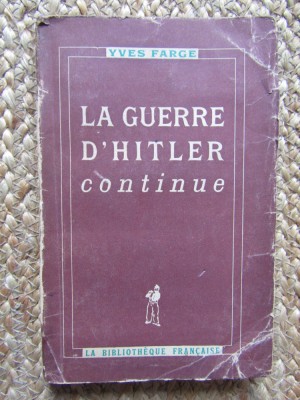 YVES FARGE
LA GUERRE
D'HITLER
continue
LA BIBLIOTHÈQUE FRANÇAISE